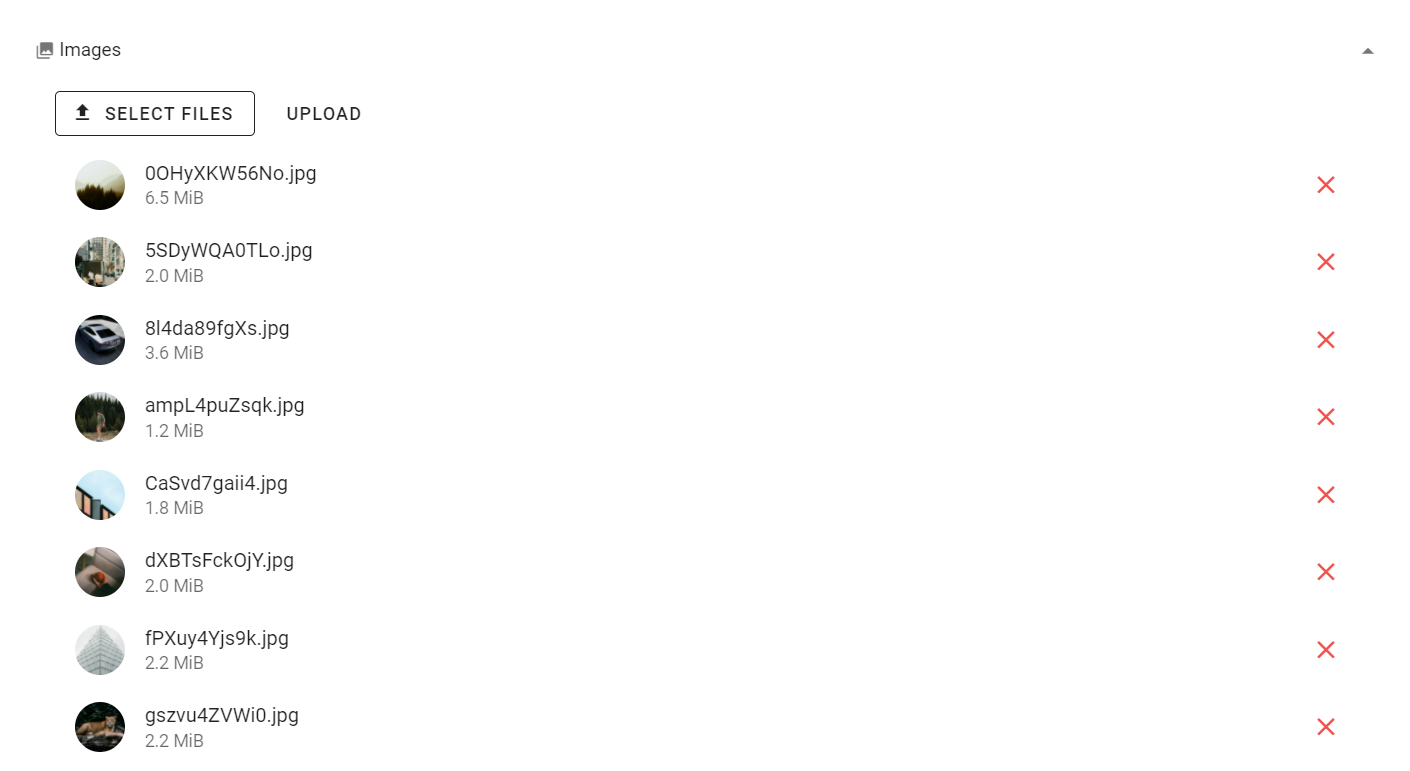 Images
SELECT FILES
UPLOAD
0OHyXKW56No.jpg
6.5 MiB
5SDyWQA0TLo.jpg
2.0 MiB
8l4da89fgXs.jpg
3.6 MiB
ampL4puZsqk.jpg
1.2 MiB
CaSvd7gaii4.jpg
1.8 MiB
dXBTsFckOjY.jpg
2.0 MiB
fPXuy4Yjs9k.jpg
2.2 MiB
gszvu4ZVWi0.jpg
2.2 MiB